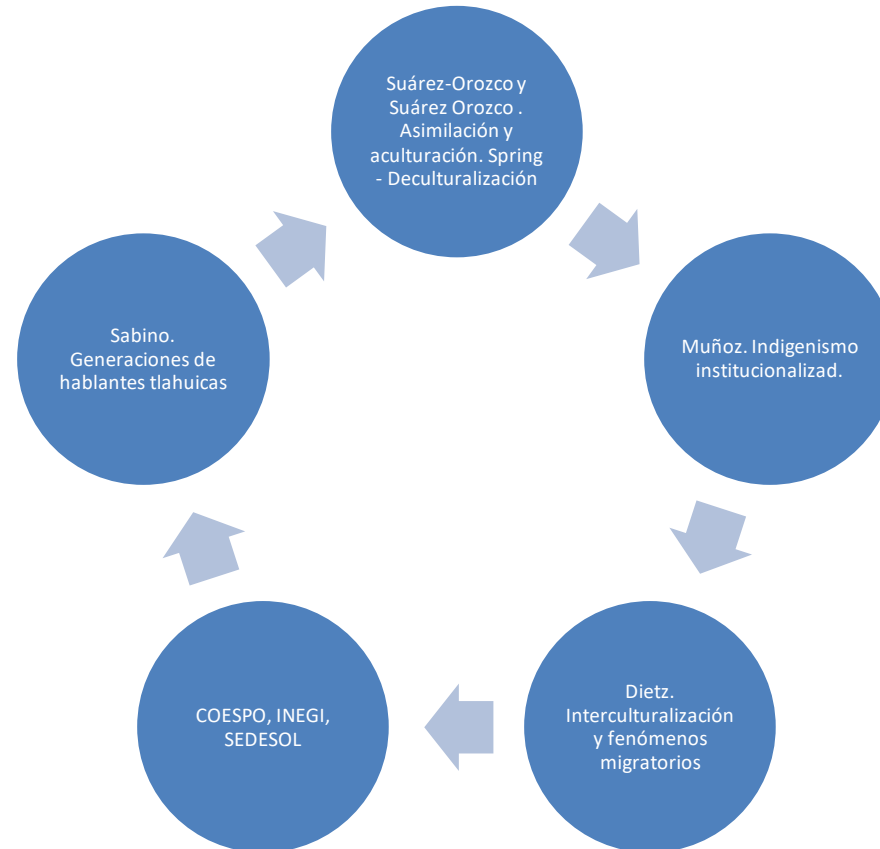 Suárez-Orozco y
Suárez Orozco .
Asimilación y
aculturación. Spring
- Deculturalización
Muñoz. Indigenismo
institucionalizad.
Dietz.
Interculturalización
y fenómenos
migratorios
COESPO, INEGI,
SEDESOL
Sabino.
Generaciones de
hablantes tlahuicas